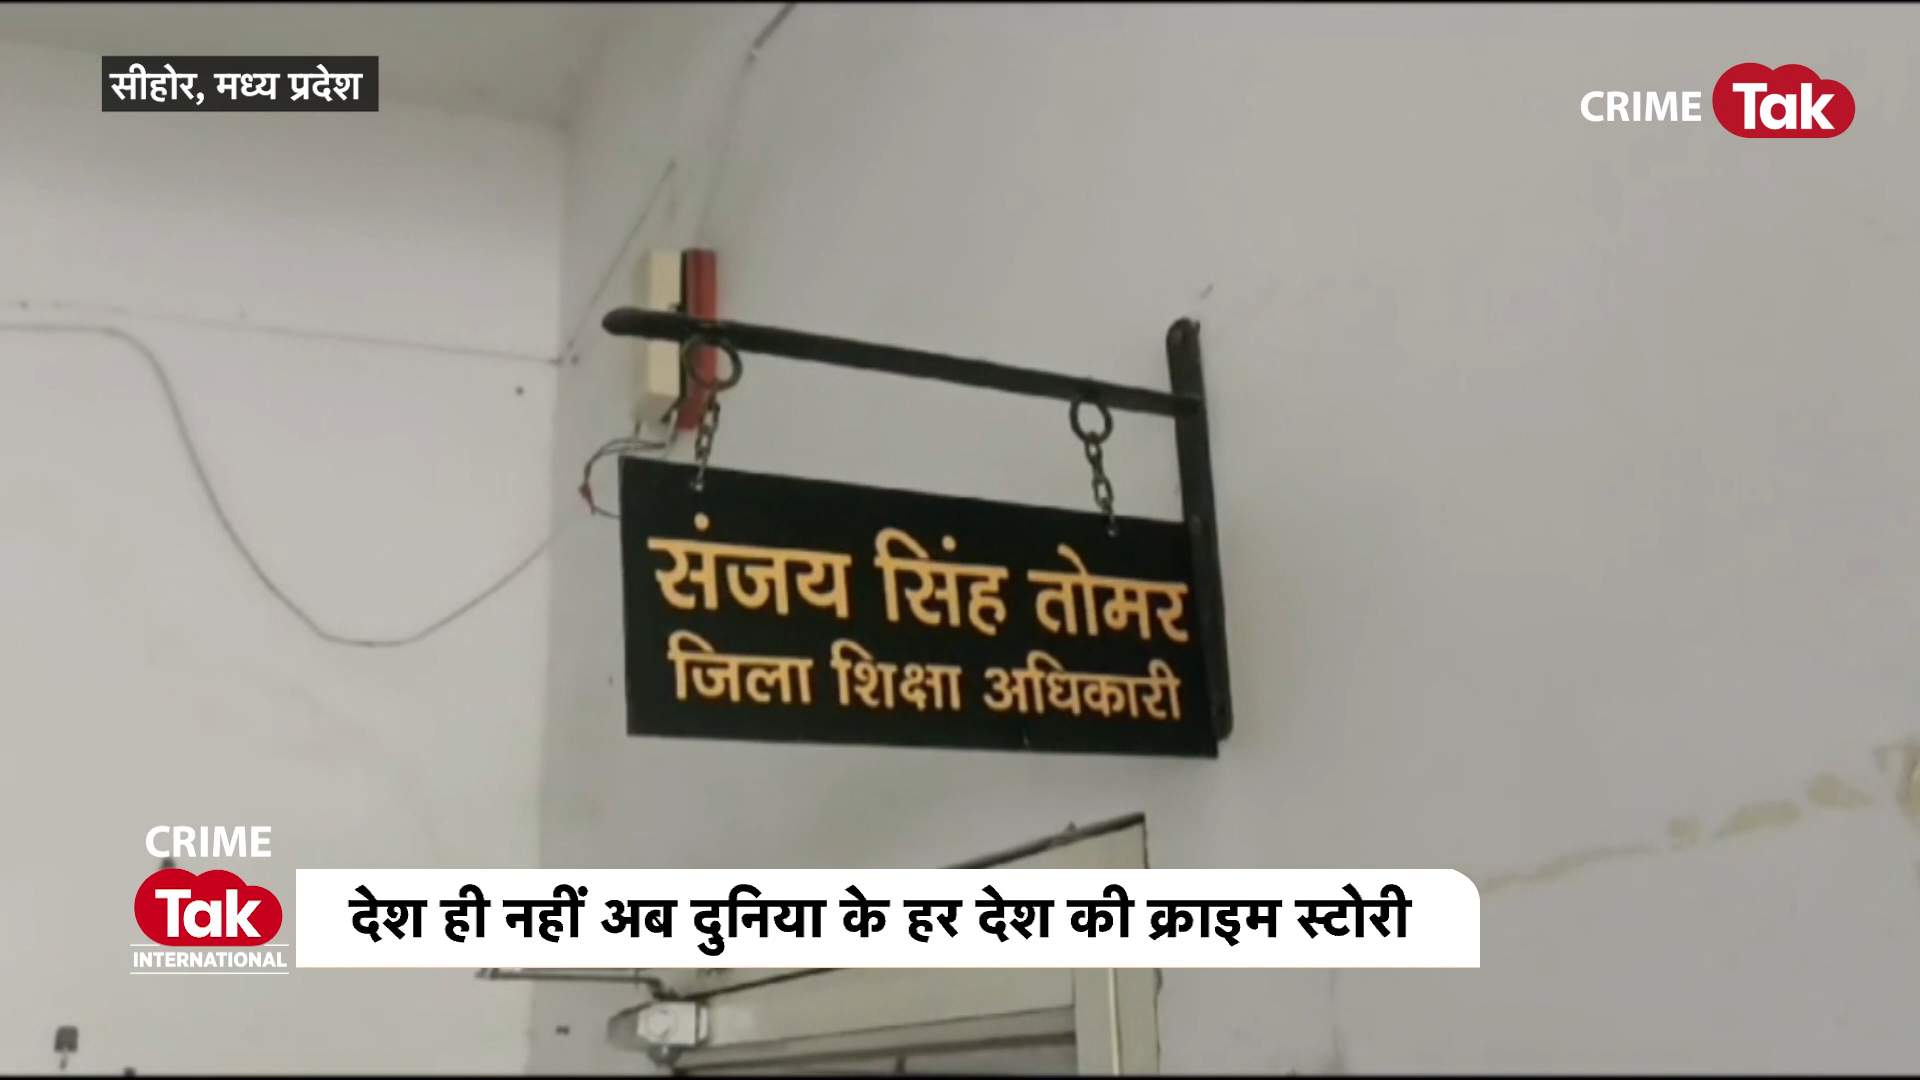 सीहोर, मध्य प्रदेश
CRIME Tak
संजय सिंह तोमर
जिला शिक्षा अधिकारी
CRIME
Tak
INTERNATIONAL
देश ही नहीं अब दुनिया के हर देश की क्राइम स्टोरी